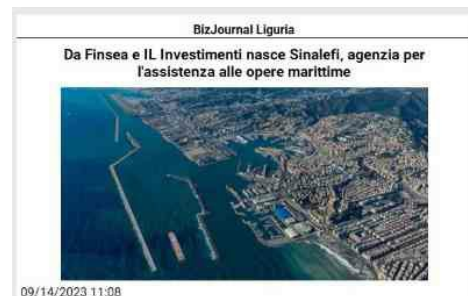 BizJournal Liguria
Da Finsea e IL Investimenti nasce Sinalefi, agenzia per
l'assistenza alle opere marittime
09/14/2023 11:08